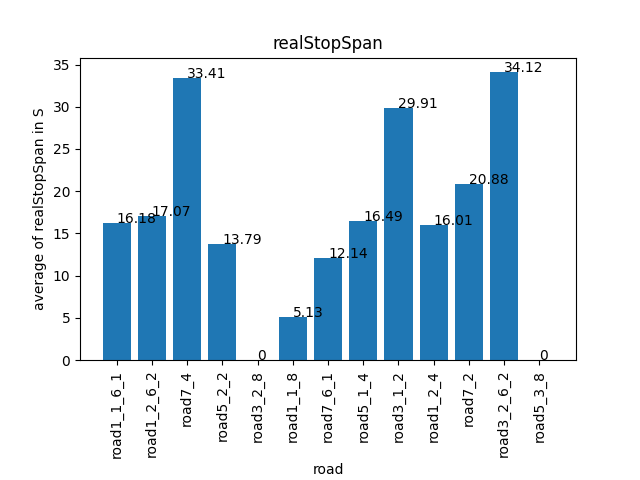 realStopSpan
average of realStopSpan in S
35
30
25
20
15
10
5
0
16.18
17.07
33.41
13.79
0
5.13
12.14
16.49
29.91
16.01
20.88
34.12
0
road1_1_6_1
road1_2_6_2
road7_4
road5_2_2
road3_2_8
road1_1_8
road7_6_1
road5_1_4
road3_1_2
road1_2_4
road7_2
road3_2_6_2
road5_3_8
road